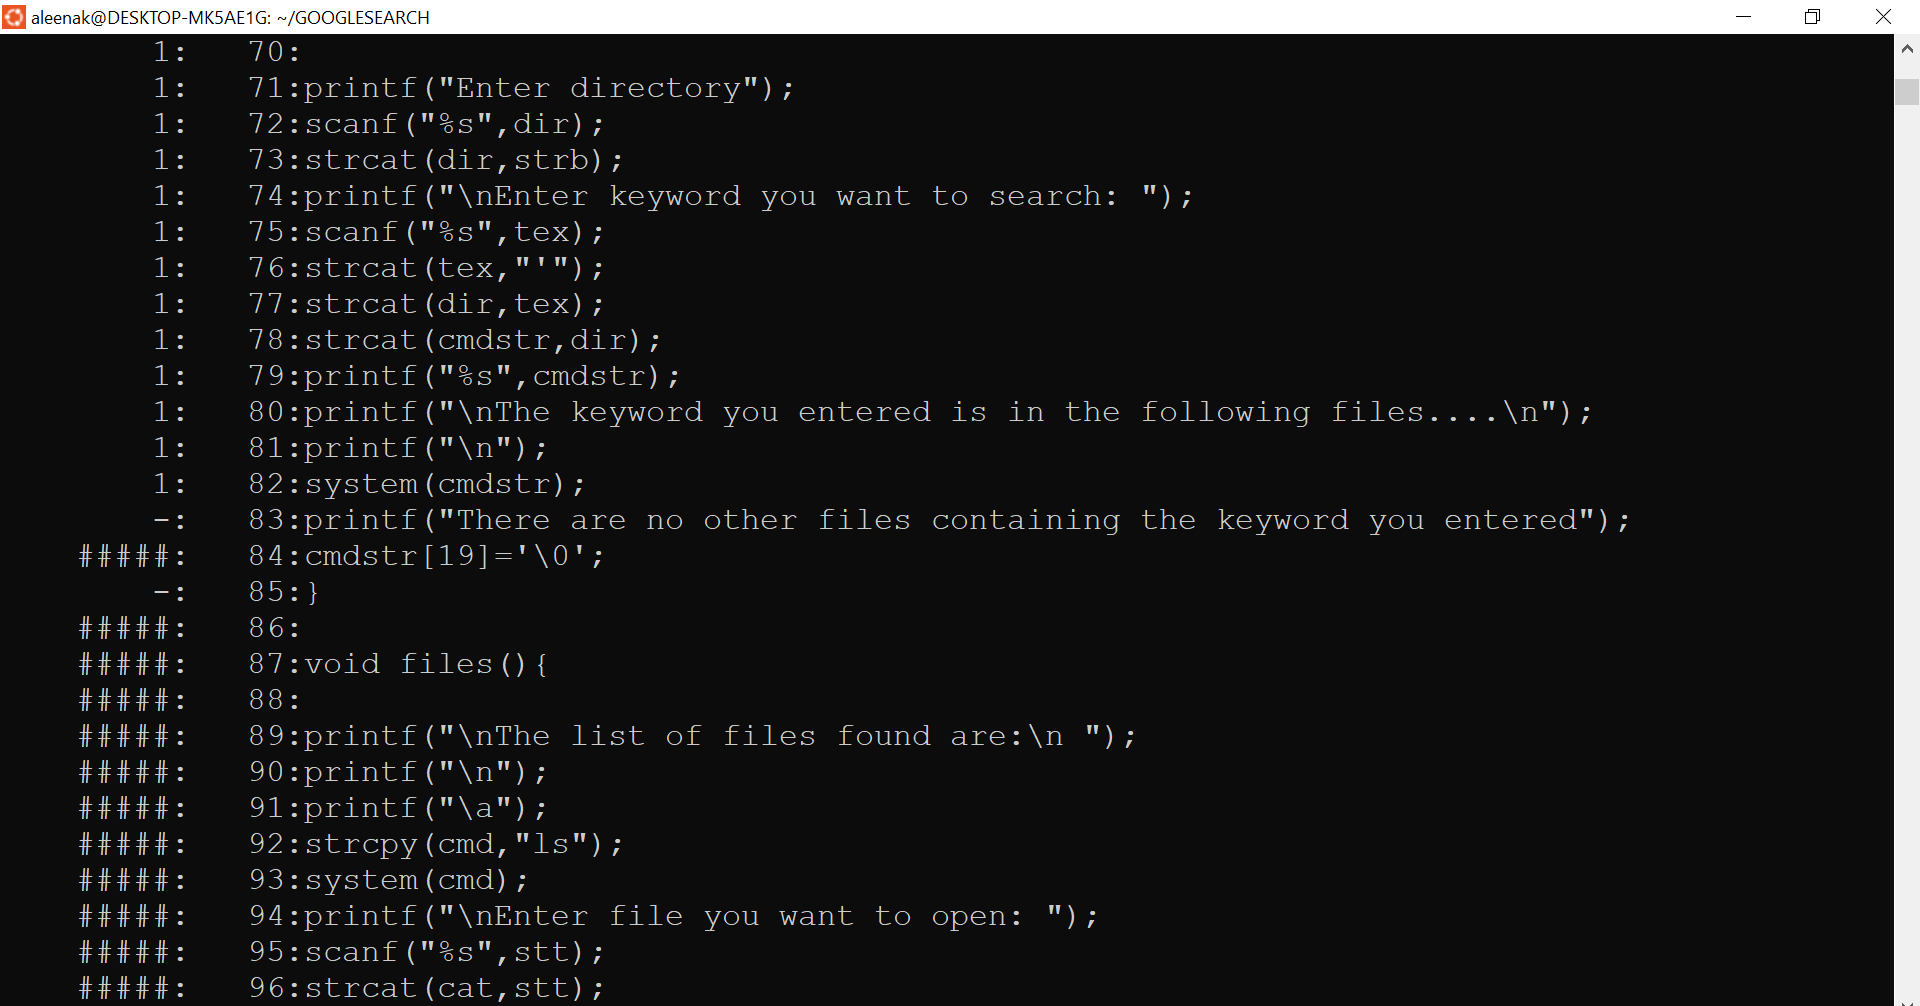 aleenak@DESKTOP-MK5AE1G: ~/GOOGLESEARCH
1: 70:
1: 71:printf("Enter directory");
1: 72:scanf("%s",dir);
1: 73:strcat(dir,strb);
1: 74:printf("\nEnter keyword you want to search: ");
1: 75:scanf("%s",tex);
1: 76:strcat(tex,"'");
1: 77:strcat(dir,tex);
1: 78:strcat(cmdstr,dir);
1: 79:printf("%s",cmdstr);
1: 80:printf("\nThe keyword you entered is in the following files....\n");
1: 81:printf("\n");
1: 82:system(cmdstr);
-: 83:printf("There are no other files containing the keyword you entered");
#####: 84:cmdstr[19]='\0';
-: 85:}
#####: 86:
#####: 87:void files(){
#####: 88:
#####: 89:printf("\nThe list of files found are:\n ");
#####: 90:printf("\n");
#####: 91:printf("\a");
#####: 92:strcpy(cmd,"ls");
#####: 93:system(cmd);
#####: 94:printf("\nEnter file you want to open: ");
#####: 95:scanf("%s",stt);
#####: 96:strcat(cat,stt);